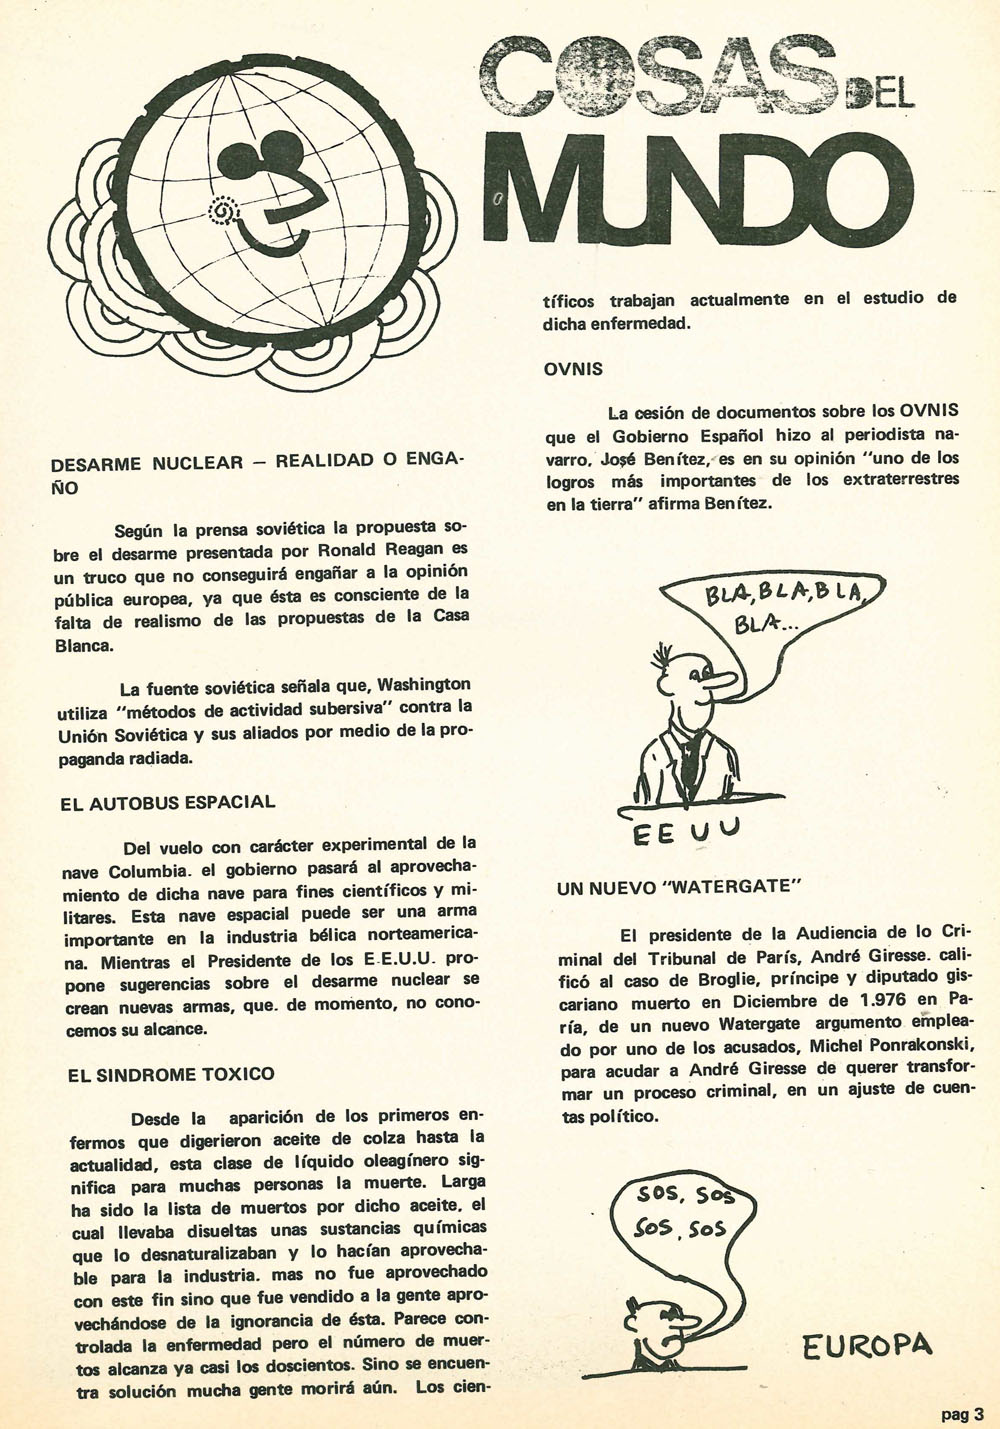 COSAS DEL
MUNDO
DESARME NUCLEAR — REALIDAD O ENGA-
ÑO
Según la prensa soviética la propuesta so-
bre el desarme presentada por Ronald Reagan es
un truco que no conseguirá engañar a la opinión
pública europea, ya que ésta es consciente de la
falta de realismo de las propuestas de la Casa
Blanca.
La fuente soviética señala que, Washington
utiliza "métodos de actividad subersiva" contra la
Unión Soviética y sus aliados por medio de la pro-
paganda radiada.
EL AUTOBUS ESPACIAL
Del vuelo con carácter experimental de la
nave Columbia. el gobierno pasará al aprovecha-
miento de dicha nave para fines científicos y mi-
litares. Esta nave espacial puede ser una arma
importante en la industria bélica norteamerica-
na. Mientras el Presidente de los E.E.U.U. pro-
pone sugerencias sobre el desarme nuclear se
crean nuevas armas, que. de momento, no cono-
cemos su alcance.
EL SINDROME TOXICO
Desde la aparición de los primeros en-
fermos que digerieron aceite de colza hasta la
actualidad, esta clase de líquido oleagínero sig-
nifica para muchas personas la muerte. Larga
ha sido la lista de muertos por dicho aceite. el
cual llevaba disueltas unas sustancias químicas
que lo desnaturalizaban y lo hacían aprovecha-
ble para la industria. mas no fue aprovechado
con este fin sino que fue vendido a la gente apro-
vechándose de la ignorancia de ésta. Parece con-
trolada la enfermedad pero el número de muer-
tos alcanza ya casi los doscientos. Sino se encuen-
tra solución mucha gente morirá aún. Los cien-
tíficos trabajan actualmente en el estudio de
dicha enfermedad.
OVNIS
La cesión de documentos sobre los OVNIS
que el Gobierno Español hizo al periodista na-
varro, José Benítez, es en su opinión "uno de los
logros más importantes de los extraterrestres
en la tierra" afirma Benítez.
BLA, BLA, BLA,
BLA...
EE UU
UN NUEVO "WATERGATE"
El presidente de la Audiencia de lo Cri-
minal del Tribunal de París, André Giresse. cali-
ficó al caso de Broglie, príncipe y diputado gis-
cariano muerto en Diciembre de 1.976 en Pa-
ría, de un nuevo Watergate argumento emplea-
do por uno de los acusados, Michel Ponrakonski,
para acudar a André Giresse de querer transfor-
mar un proceso criminal, en un ajuste de cuen-
tas político.
SOS, SOS
SOS, SOS
EUROPA
pag 3